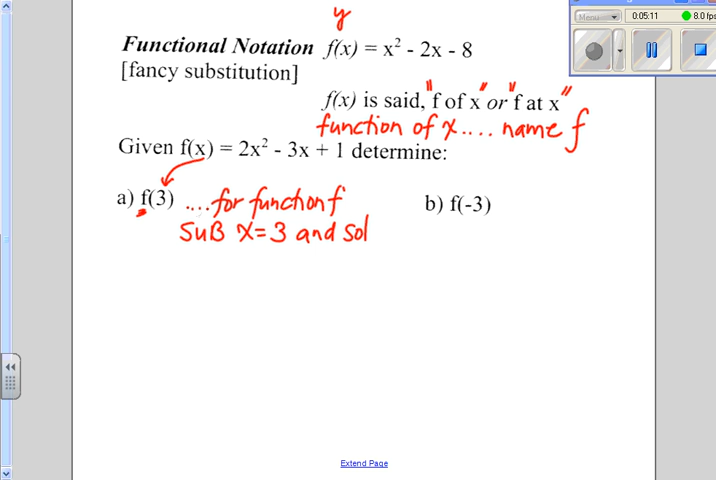 y
Functional Notation f(x) = x² - 2x - 8
[fancy substitution]
f(x) is said, "f of x" or "f at x"
function of x.... name f
Given f(x) = 2x² - 3x + 1 determine:
a) f(3) ....for function f
b) f(-3)
SUB x=3 and sol
Extend Page
Menu
0:05:11
8.0 fps